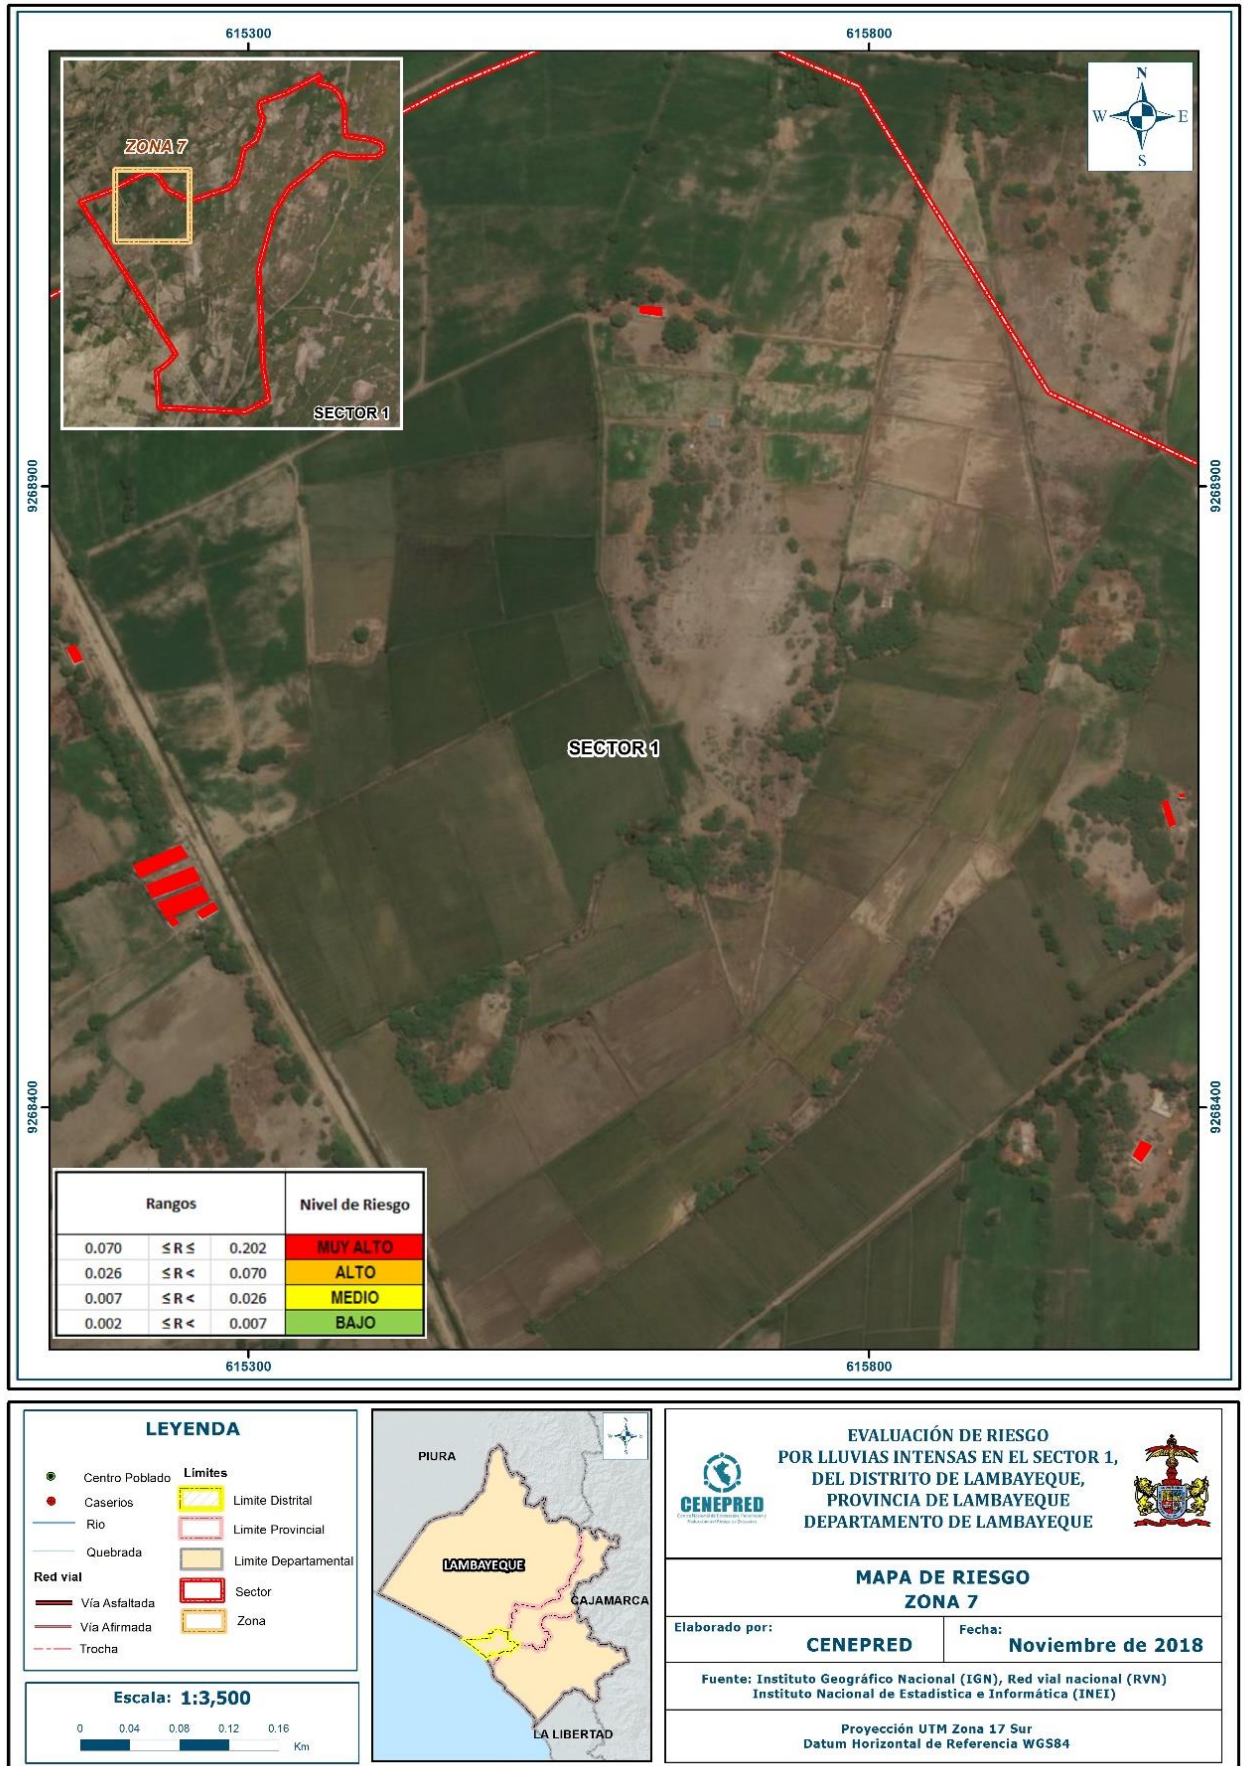 615300
615800
ZONA 7
SECTOR 1
N
W
E
S
9268900
9268900
SECTOR 1
9268400
9268400
Rangos
Nivel de Riesgo
0.070 ≤ R ≤ 0.202 MUY ALTO
0.026 ≤ R < 0.070 ALTO
0.007 ≤ R < 0.026 MEDIO
0.002 ≤ R < 0.007 BAJO
615300
615800
LEYENDA
Centro Poblado
Caserios
Rio
Quebrada
Red vial
Vía Asfaltada
Vía Afirmada
Trocha
Límites
Limite Distrital
Limite Provincial
Limite Departamental
Sector
Zona
Escala: 1:3,500
0 0.04 0.08 0.12 0.16
Km
PIURA
LAMBAYEQUE
CAJAMARCA
LA LIBERTAD
CENEPRED
EVALUACIÓN DE RIESGO
POR LLUVIAS INTENSAS EN EL SECTOR 1,
DEL DISTRITO DE LAMBAYEQUE,
PROVINCIA DE LAMBAYEQUE
DEPARTAMENTO DE LAMBAYEQUE
MAPA DE RIESGO
ZONA 7
Elaborado por:
CENEPRED
Fecha:
Noviembre de 2018
Fuente: Instituto Geográfico Nacional (IGN), Red vial nacional (RVN)
Instituto Nacional de Estadística e Informática (INEI)
Proyección UTM Zona 17 Sur
Datum Horizontal de Referencia WGS84